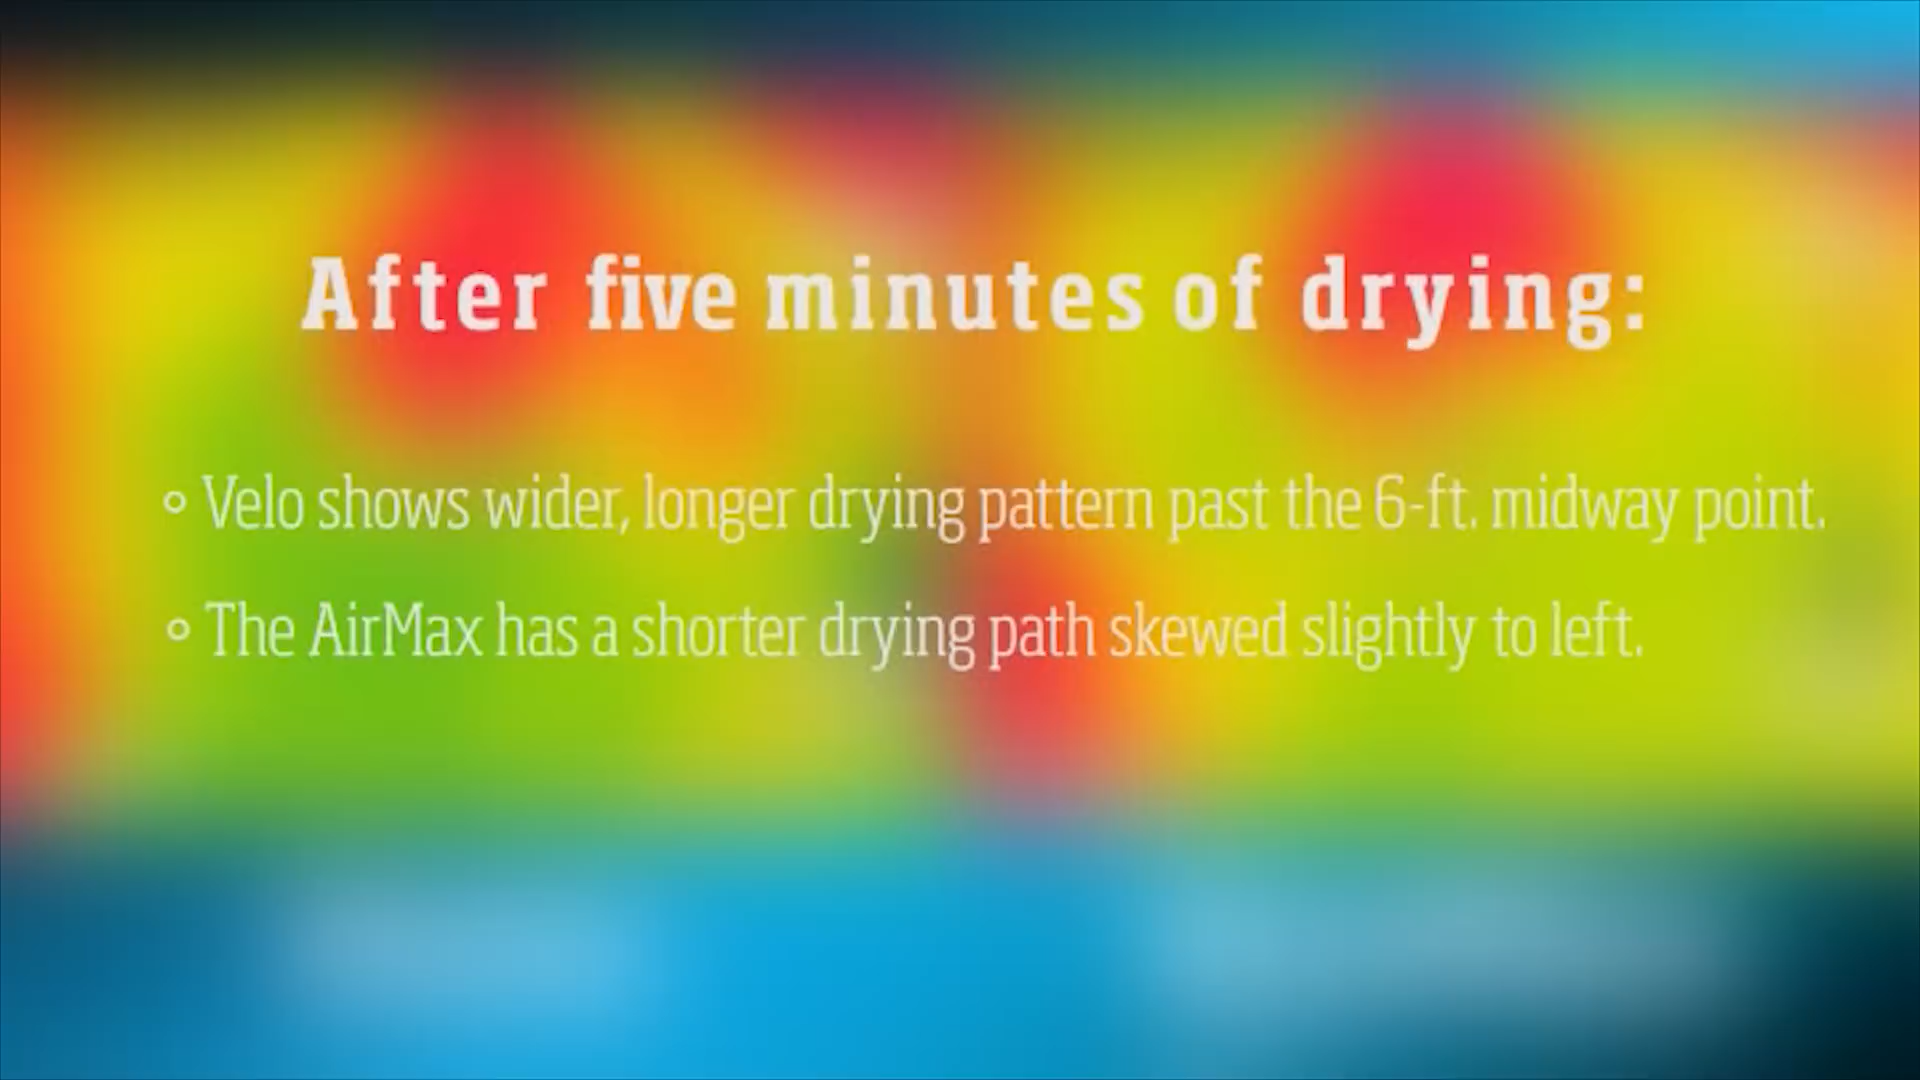 After five minutes of drying:
◦ Velo shows wider, longer drying pattern past the 6-ft. midway point.
◦ The AirMax has a shorter drying path skewed slightly to left.